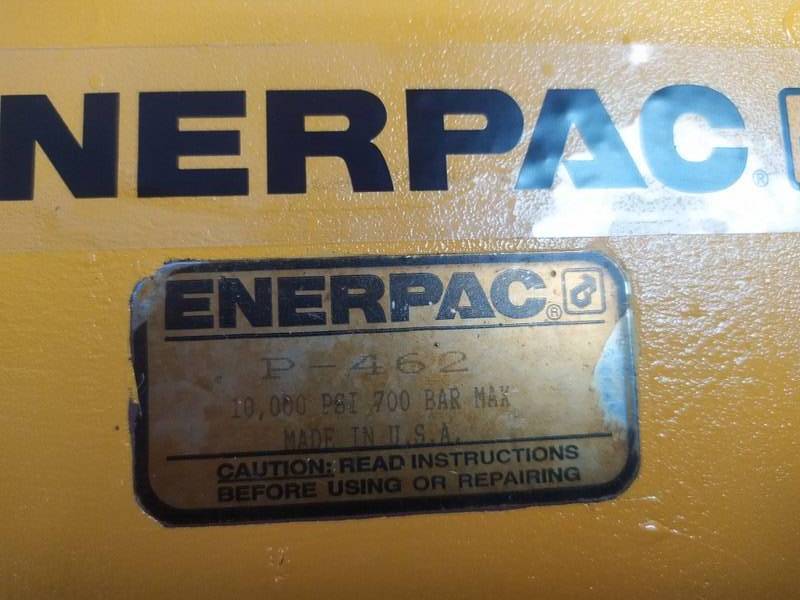 ENERPAC®
ENERPAC®
P-462
10,000 PSI 700 BAR MAX
MADE IN U.S.A.
CAUTION: READ INSTRUCTIONS
BEFORE USING OR REPAIRING